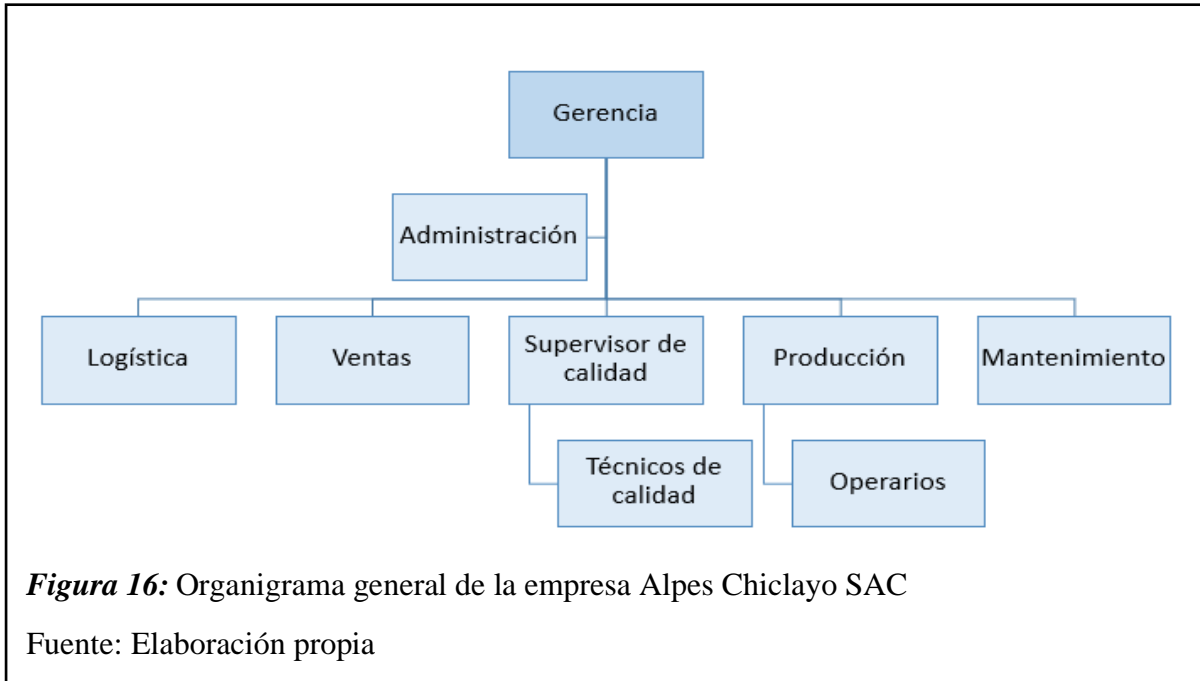 Gerencia
Administración
Logística
Ventas
Supervisor de
calidad
Producción
Mantenimiento
Técnicos de
calidad
Operarios
Figura 16: Organigrama general de la empresa Alpes Chiclayo SAC
Fuente: Elaboración propia